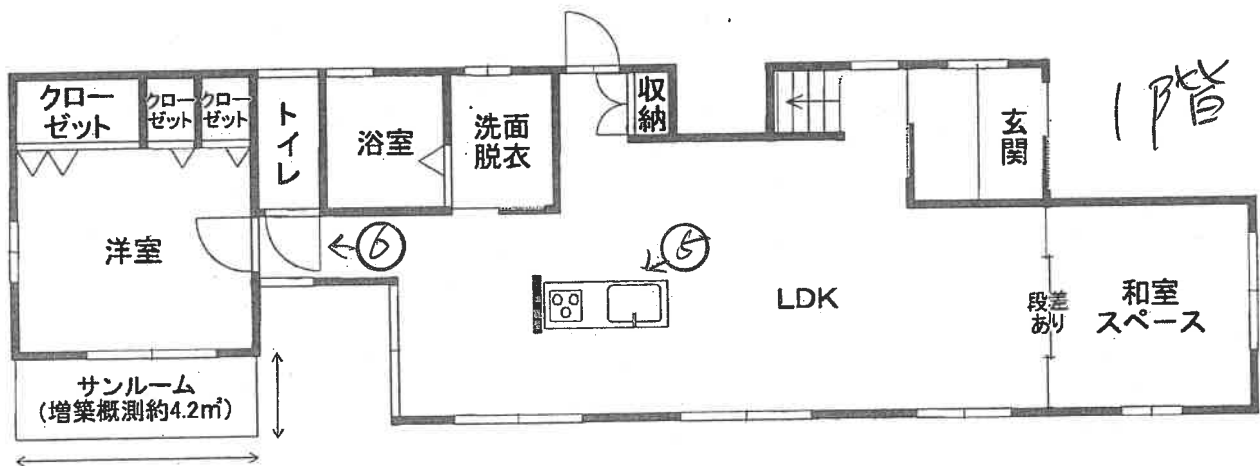 1階
クロー
ゼット
クロー
ゼット
クロー
ゼット
トイレ
浴室
洗面
脱衣
収納
玄関
洋室
⑥
⑤
LDK
段差
あり
和室
スペース
サンルーム
(増築概測約4.2㎡)